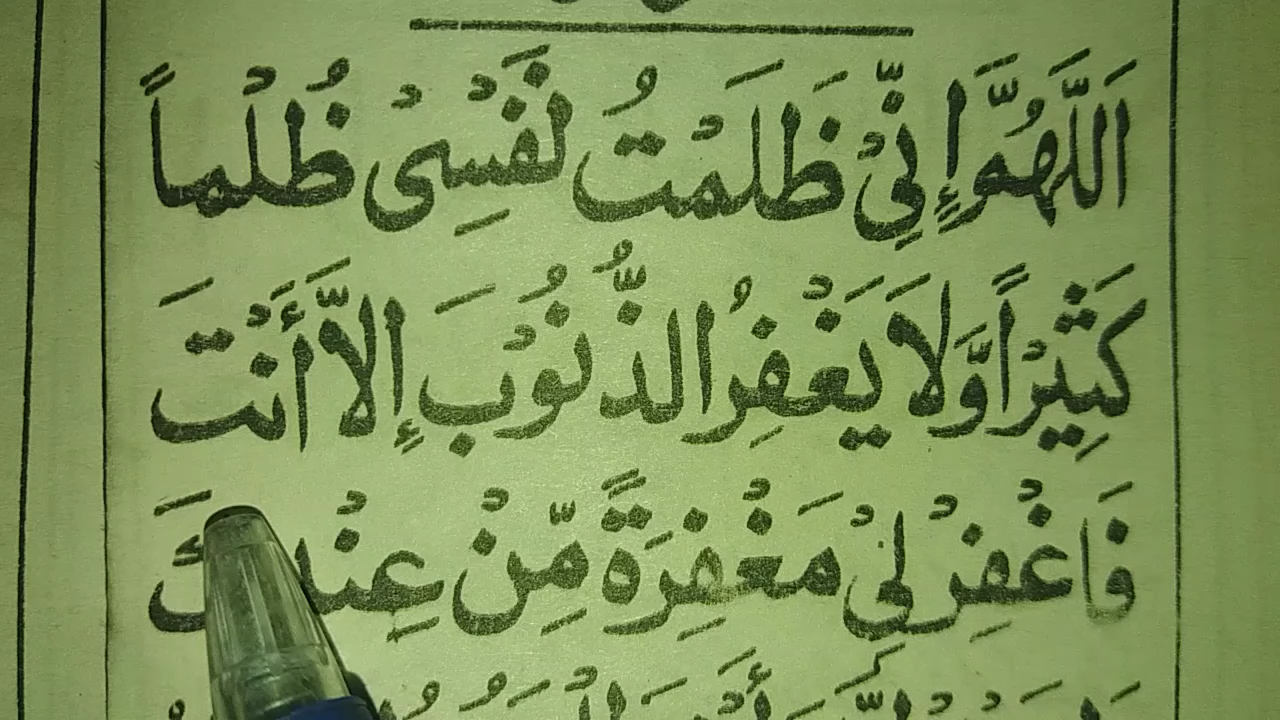 اَللَّهُمَّ إِنِّيْ ظَلَمْتُ نَفْسِيْ ظُلْمًا
كَثِيْرًا وَّلَا يَغْفِرُ الذُّنُوْبَ إِلَّا أَنْتَ
فَاغْفِرْ لِيْ مَغْفِرَةً مِّنْ عِنْدِكَ